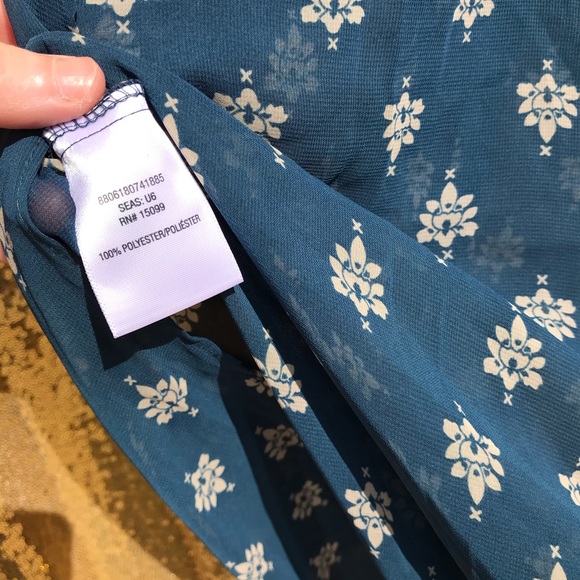 8806180741885
SEAS: U6
RN# 15099
100% POLYESTER/POLIÉSTER